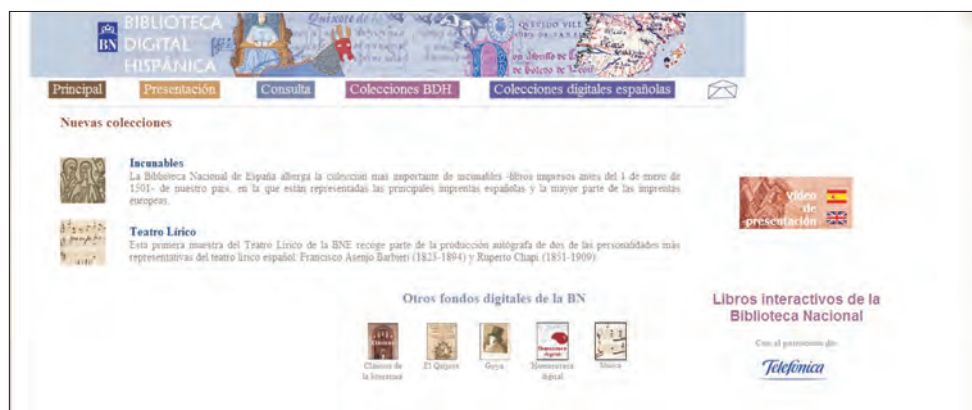 BIBLIOTECA
DIGITAL
HISPÁNICA
BN
Principal
Presentación
Consulta
Colecciones BDH
Colecciones digitales españolas
Nuevas colecciones
Incunables
La Biblioteca Nacional de España alberga la colección más importante de incunables -libros impresos antes del 1 de enero de
1501- de nuestro país, en la que están representadas las principales imprentas españolas y la mayor parte de las imprentas
europeas.
Teatro Lírico
Esta primera muestra del Teatro Lírico de la BNE recoge parte de la producción autógrafa de dos de las personalidades más
representativas del teatro lírico español: Francisco Asenjo Barbieri (1823-1894) y Ruperto Chapí (1851-1909)
Vídeo
de
presentación
Otros fondos digitales de la BN
Clásicos de
la literatura
El Quijote
Goya
Hemeroteca
digital
Música
Libros interactivos de la
Biblioteca Nacional
Con el patrocinio de:
Telefónica